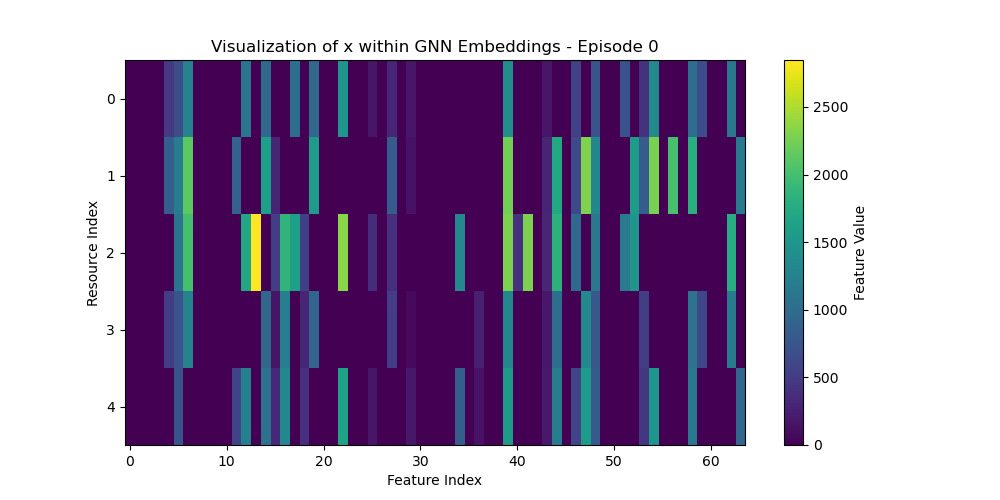 Visualization of x within GNN Embeddings - Episode 0
Resource Index
0
1
2
3
4
0 10 20 30 40 50 60
Feature Index
2500
2000
1500
1000
500
0
Feature Value